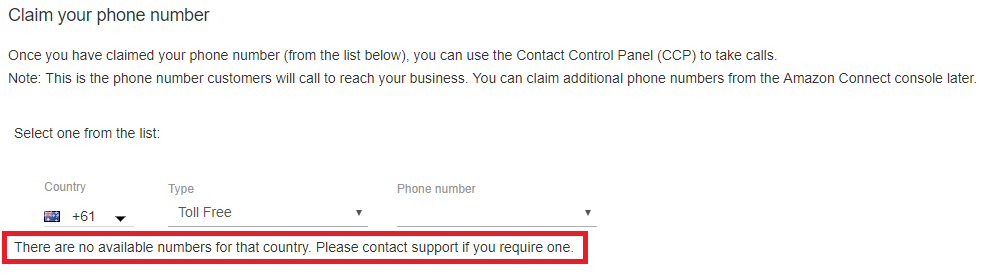 Claim your phone number
Once you have claimed your phone number (from the list below), you can use the Contact Control Panel (CCP) to take calls.
Note: This is the phone number customers will call to reach your business. You can claim additional phone numbers from the Amazon Connect console later.
Select one from the list:
Country Type Phone number
+61 Toll Free
There are no available numbers for that country. Please contact support if you require one.